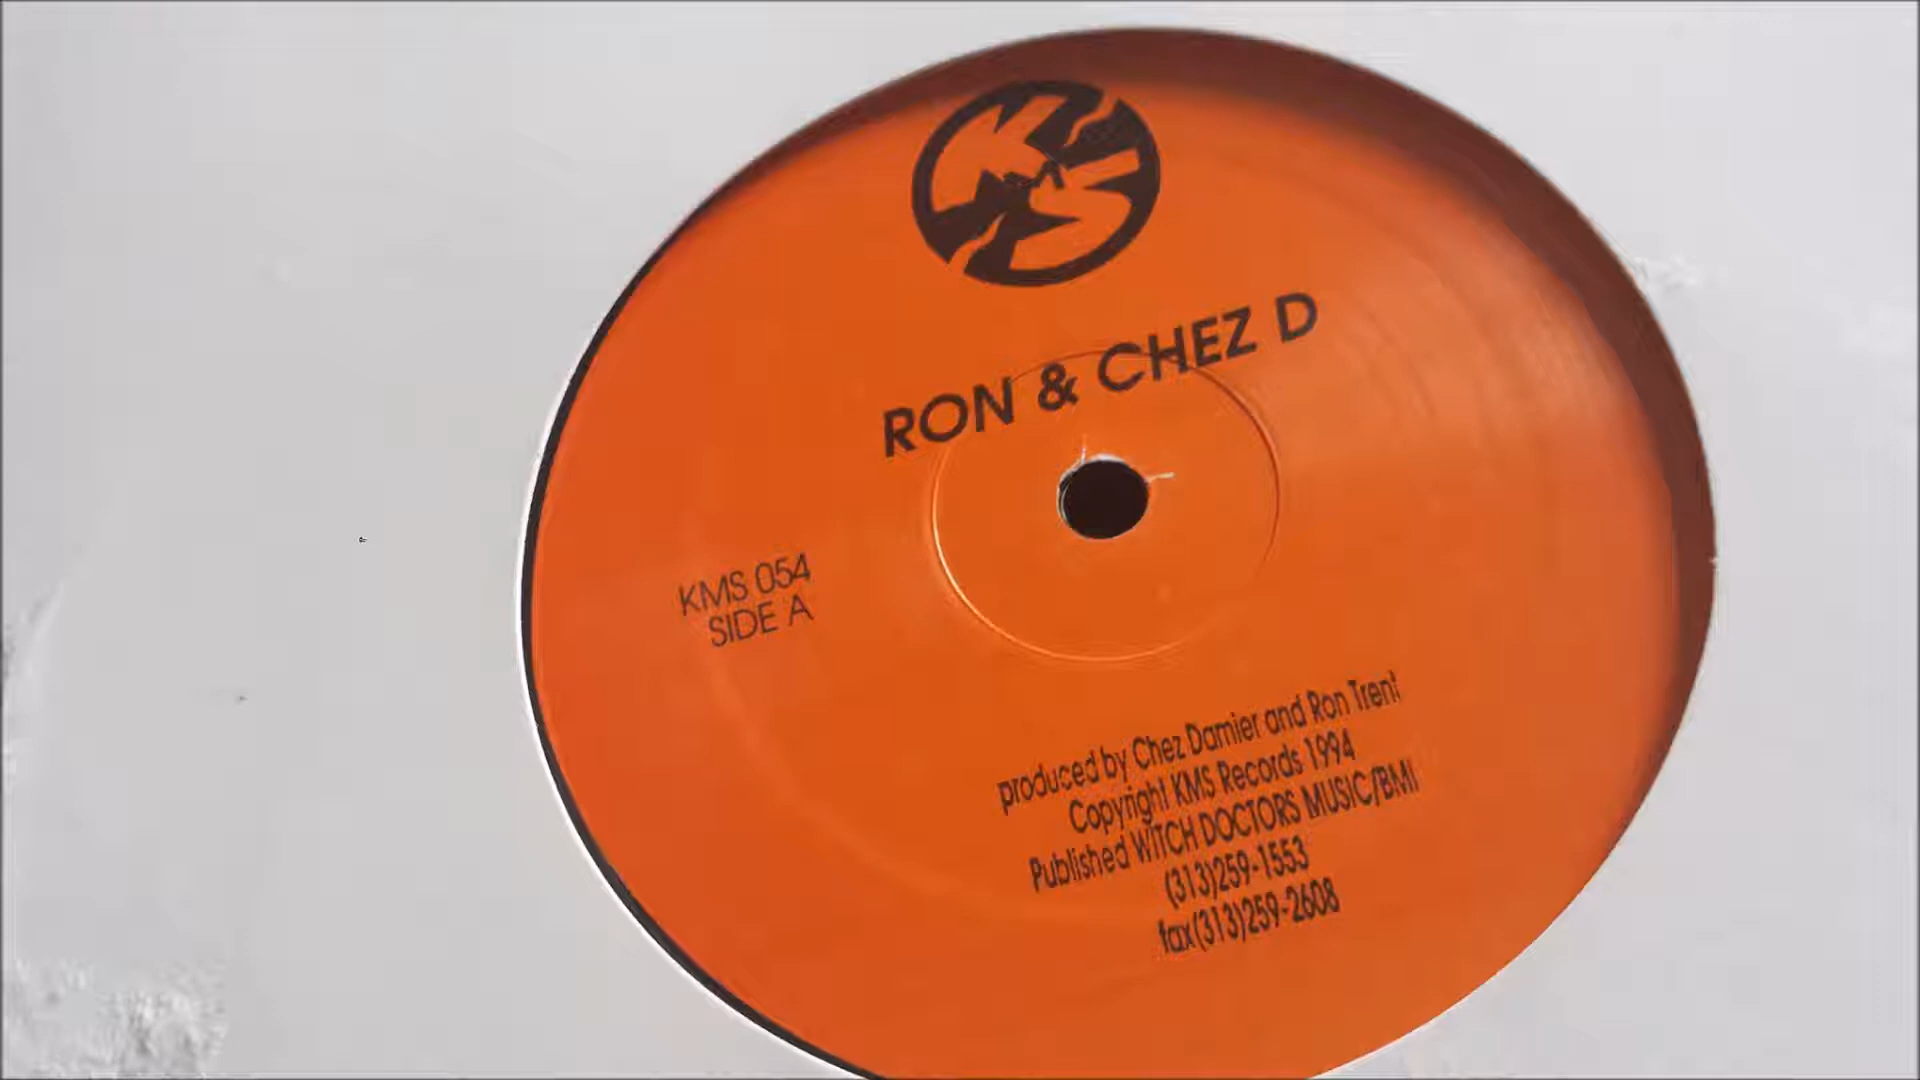 KMS
RON & CHEZ D
KMS 054
SIDE A
produced by Chez Damier and Ron Trent
Copyright KMS Records 1994
Published WITCH DOCTORS MUSIC/BMI
(313)259-1553
fax(313)259-2608